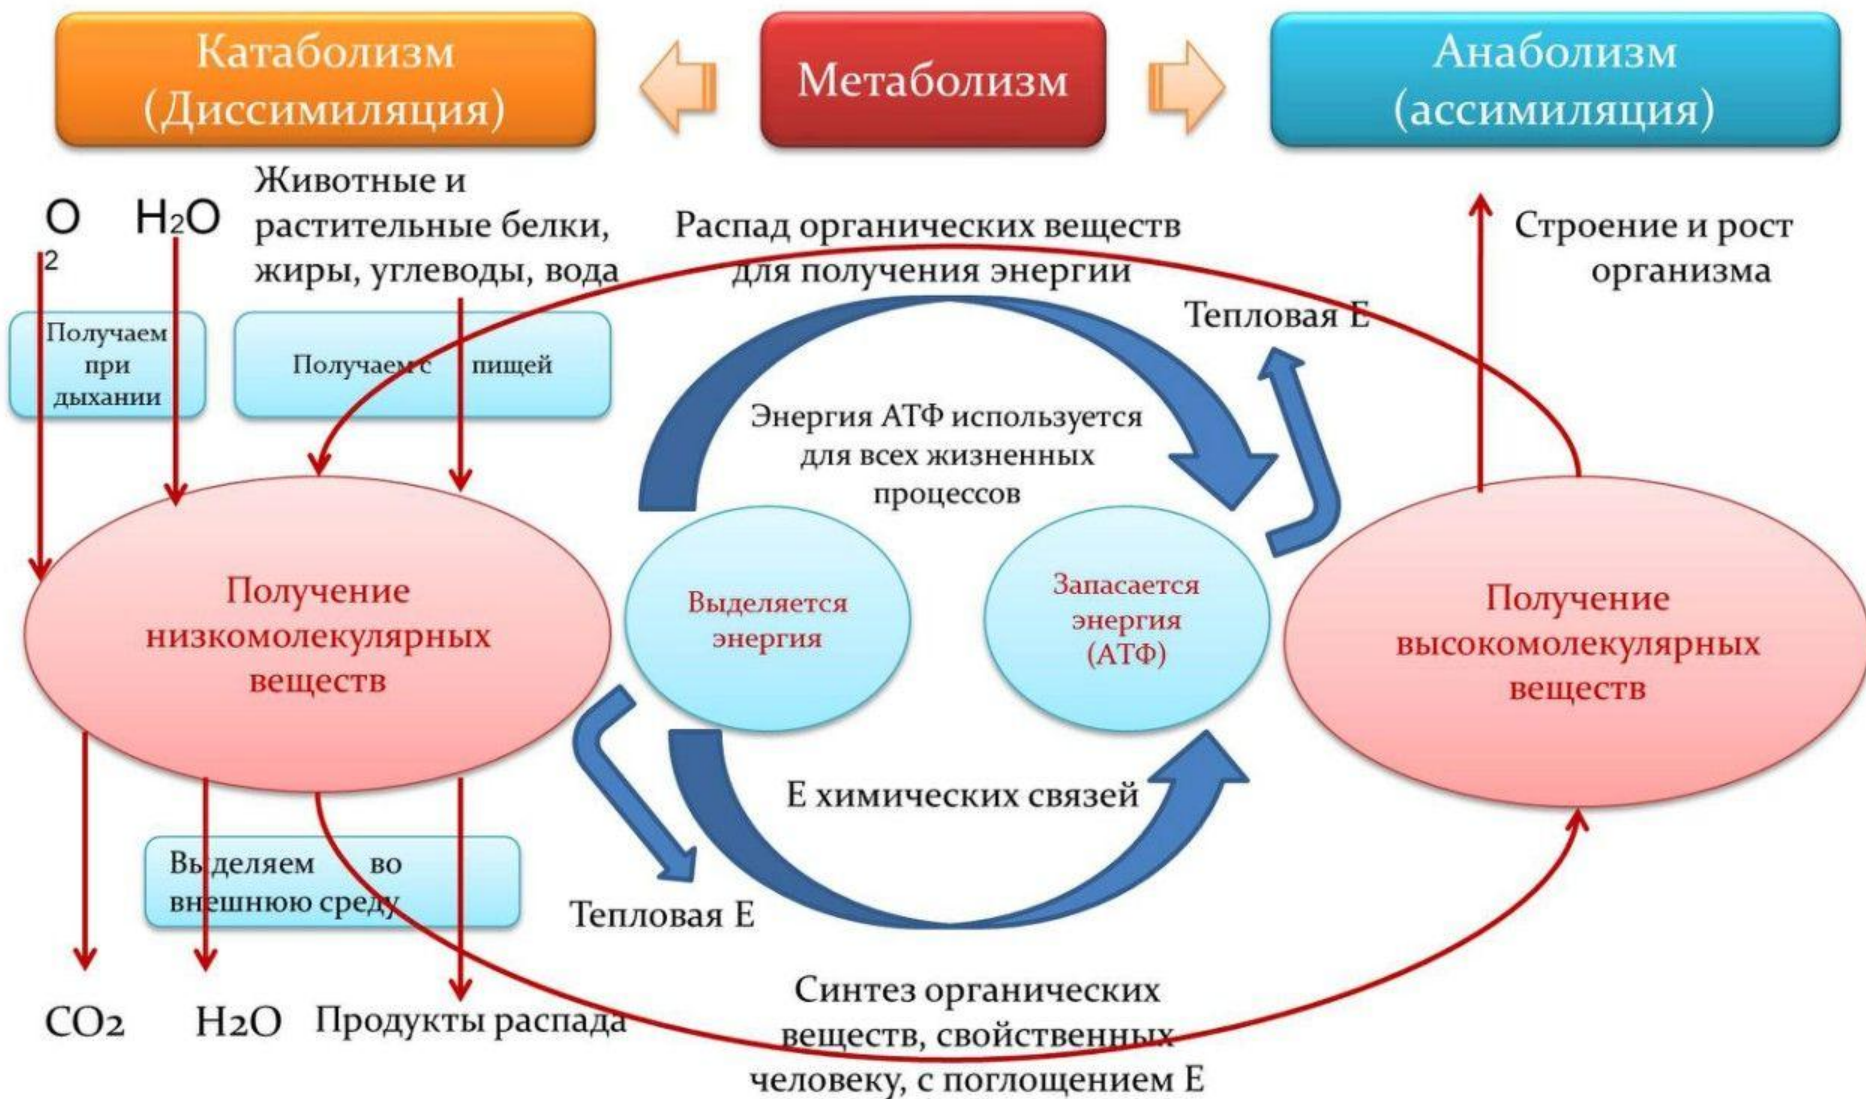 Катаболизм
(Диссимиляция)
Метаболизм
Анаболизм
(ассимиляция)
O
2
H2O
Животные и
растительные белки,
жиры, углеводы, вода
Распад органических веществ
для получения энергии
Строение и рост
организма
Получаем
при
дыхании
Получаем с пищей
Тепловая Е
Энергия АТФ используется
для всех жизненных
процессов
Получение
низкомолекулярных
веществ
Выделяется
энергия
Запасается
энергия
(АТФ)
Получение
высокомолекулярных
веществ
Е химических связей
Выделяем во
внешнюю среду
Тепловая Е
CO2
H2O
Продукты распада
Синтез органических
веществ, свойственных
человеку, с поглощением Е